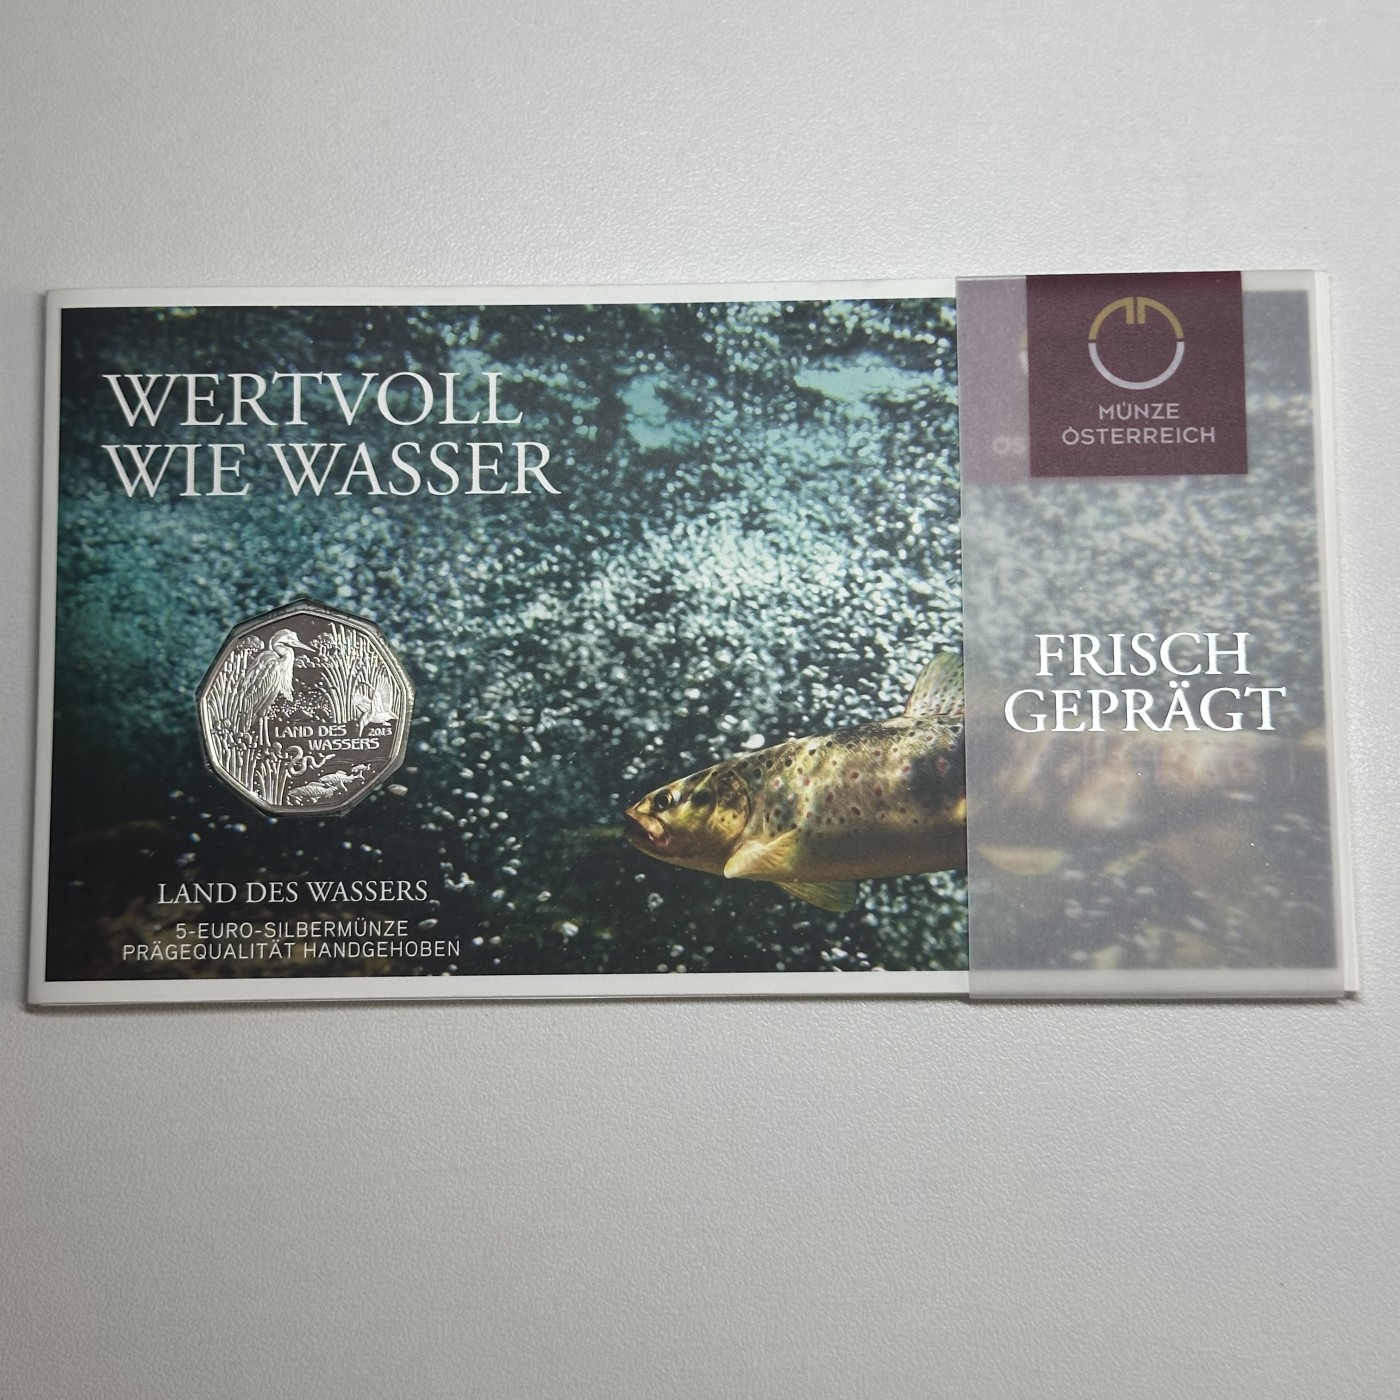 WERTVOLL
WIE WASSER
LAND DES
WASSERS
2013
LAND DES WASSERS
5-EURO-SILBERMÜNZE
PRÄGEQUALITÄT HANDGEHOBEN
MÜNZE
ÖSTERREICH
FRISCH
GEPRÄGT